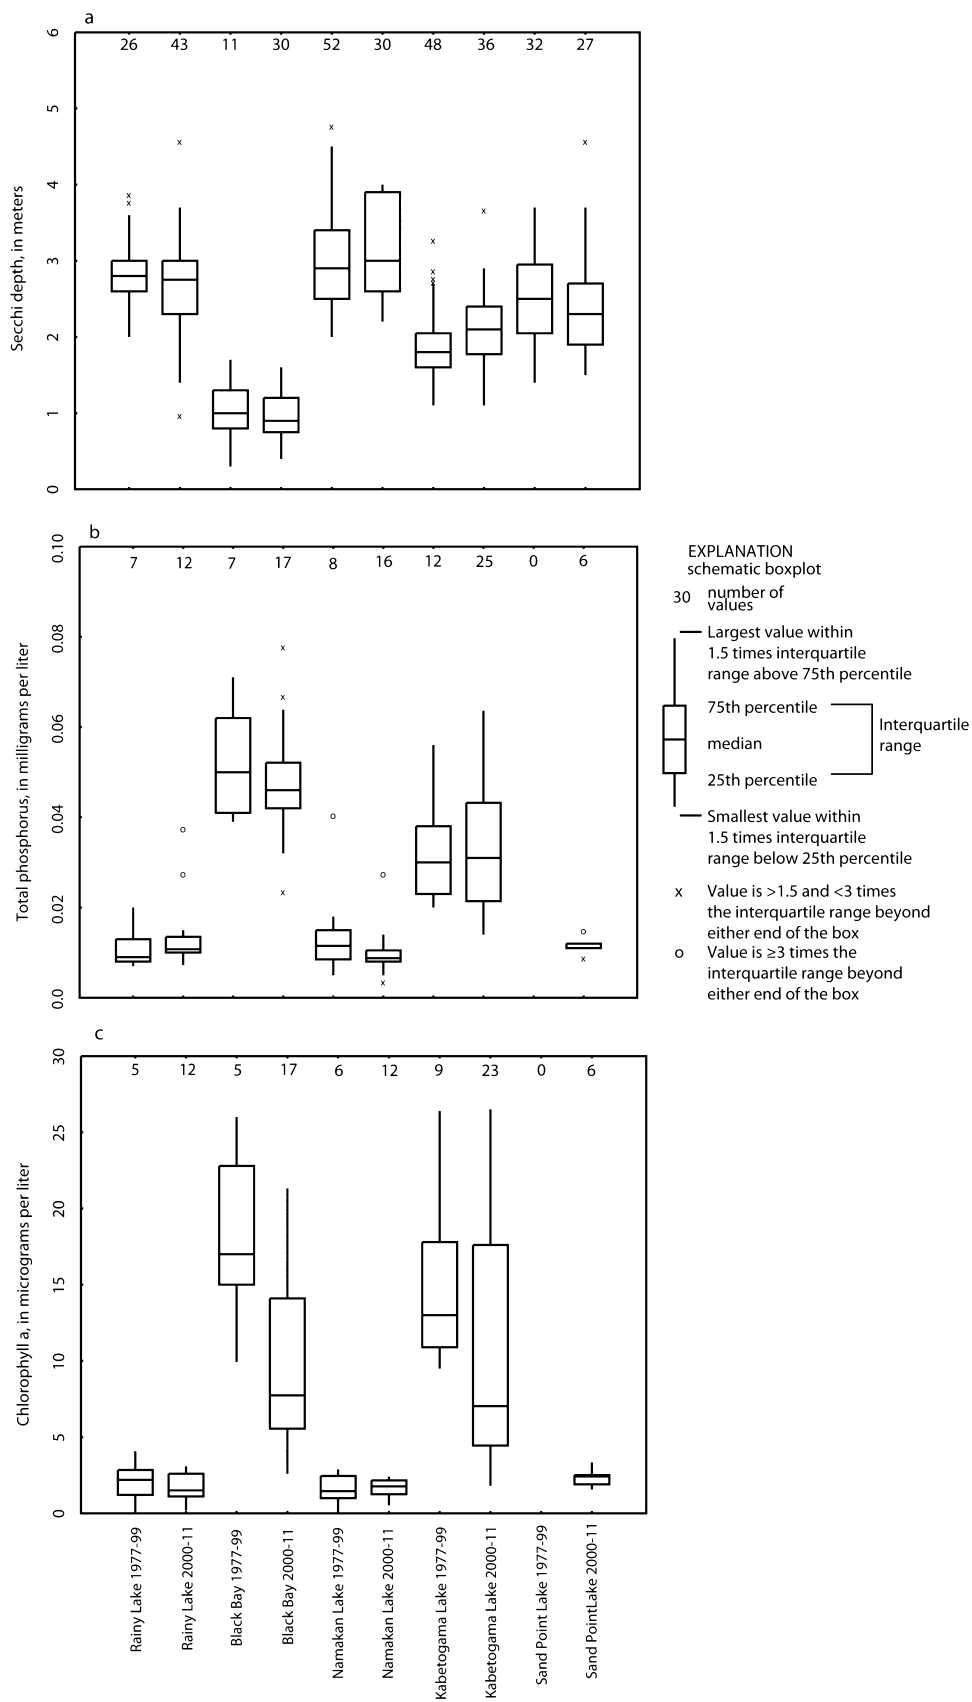 a
26 43 11 30 52 30 48 36 32 27
6
5
4
3
2
1
0
Secchi depth, in meters
x x x x x x x x x x x x
b
7 12 7 17 8 16 12 25 0 6
0.10
0.08
0.06
0.04
0.02
0.0
Total phosphorus, in milligrams per liter
EXPLANATION
schematic boxplot
30 number of
values
Largest value within
1.5 times interquartile
range above 75th percentile
75th percentile
Interquartile
range
median
25th percentile
Smallest value within
1.5 times interquartile
range below 25th percentile
x Value is >1.5 and <3 times
the interquartile range beyond
either end of the box
o Value is ≥3 times the
interquartile range beyond
either end of the box
c
5 12 5 17 6 12 9 23 0 6
30
25
20
15
10
5
0
Chlorophyll a, in micrograms per liter
Rainy Lake 1977-99
Rainy Lake 2000-11
Black Bay 1977-99
Black Bay 2000-11
Namakan Lake 1977-99
Namakan Lake 2000-11
Kabetogama Lake 1977-99
Kabetogama Lake 2000-11
Sand Point Lake 1977-99
Sand PointLake 2000-11